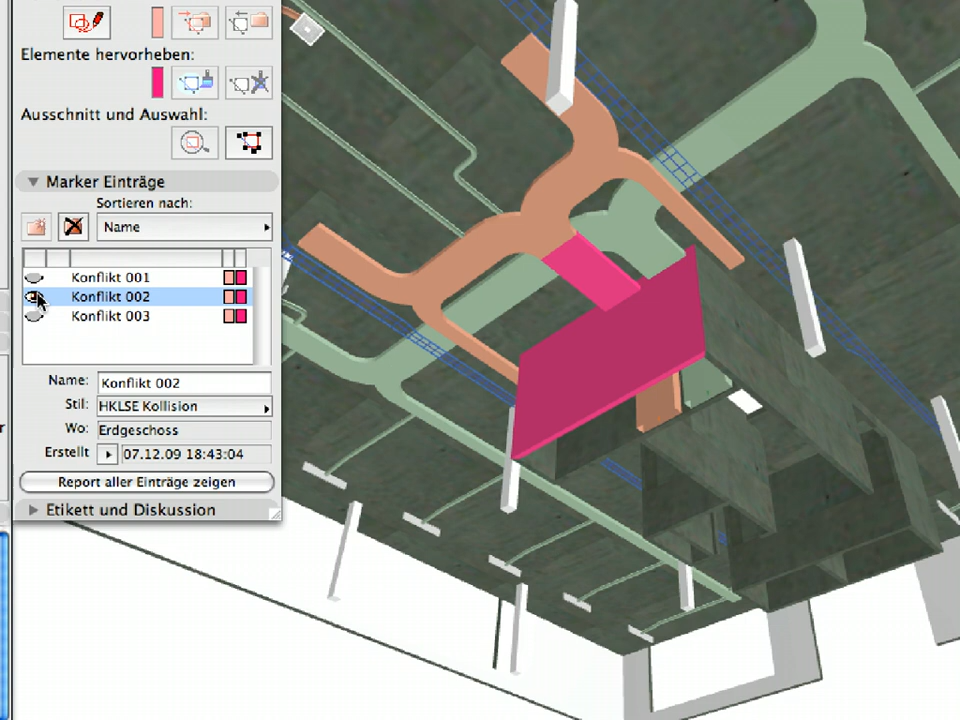 Elemente hervorheben:
Ausschnitt und Auswahl:
Marker Einträge
Sortieren nach:
Name
Konflikt 001
Konflikt 002
Konflikt 003
Name: Konflikt 002
Stil: HKLSE Kollision
Wo: Erdgeschoss
Erstellt 07.12.09 18:43:04
Report aller Einträge zeigen
Etikett und Diskussion